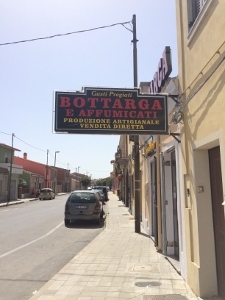 Gusti Pregiati
BOTTARGA
E AFFUMICATI
PRODUZIONE ARTIGIANALE
VENDITA DIRETTA